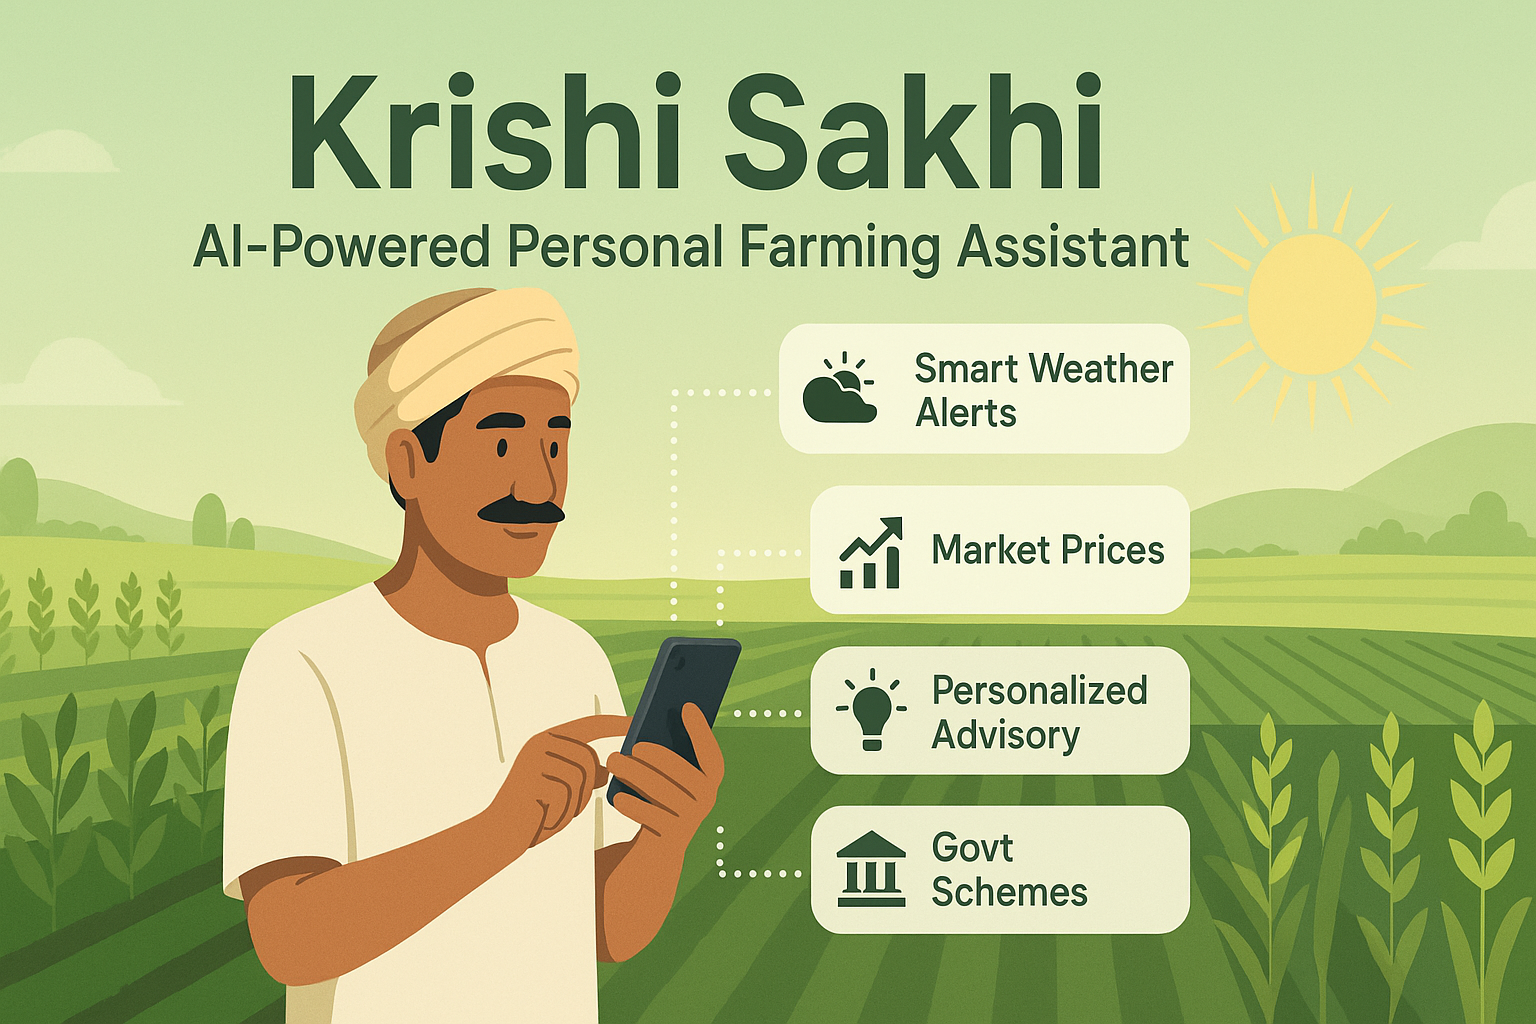 Krishi Sakhi
AI-Powered Personal Farming Assistant
Smart Weather
Alerts
Market Prices
Personalized
Advisory
Govt
Schemes